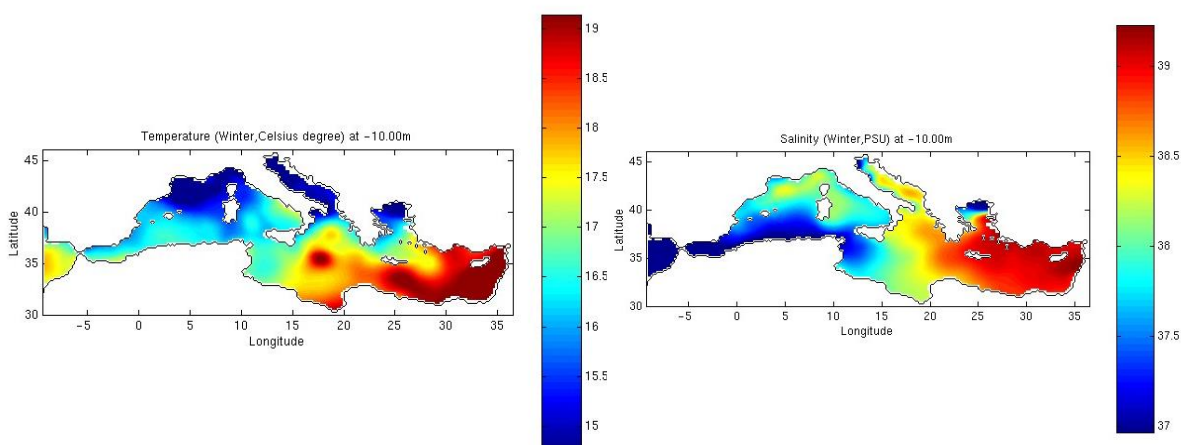 Temperature (Winter,Celsius degree) at −10.00m
45
40
35
30
Latitude
−5 0 5 10 15 20 25 30 35
Longitude
19
18.5
18
17.5
17
16.5
16
15.5
15
Salinity (Winter,PSU) at −10.00m
45
40
35
30
Latitude
−5 0 5 10 15 20 25 30 35
Longitude
39
38.5
38
37.5
37